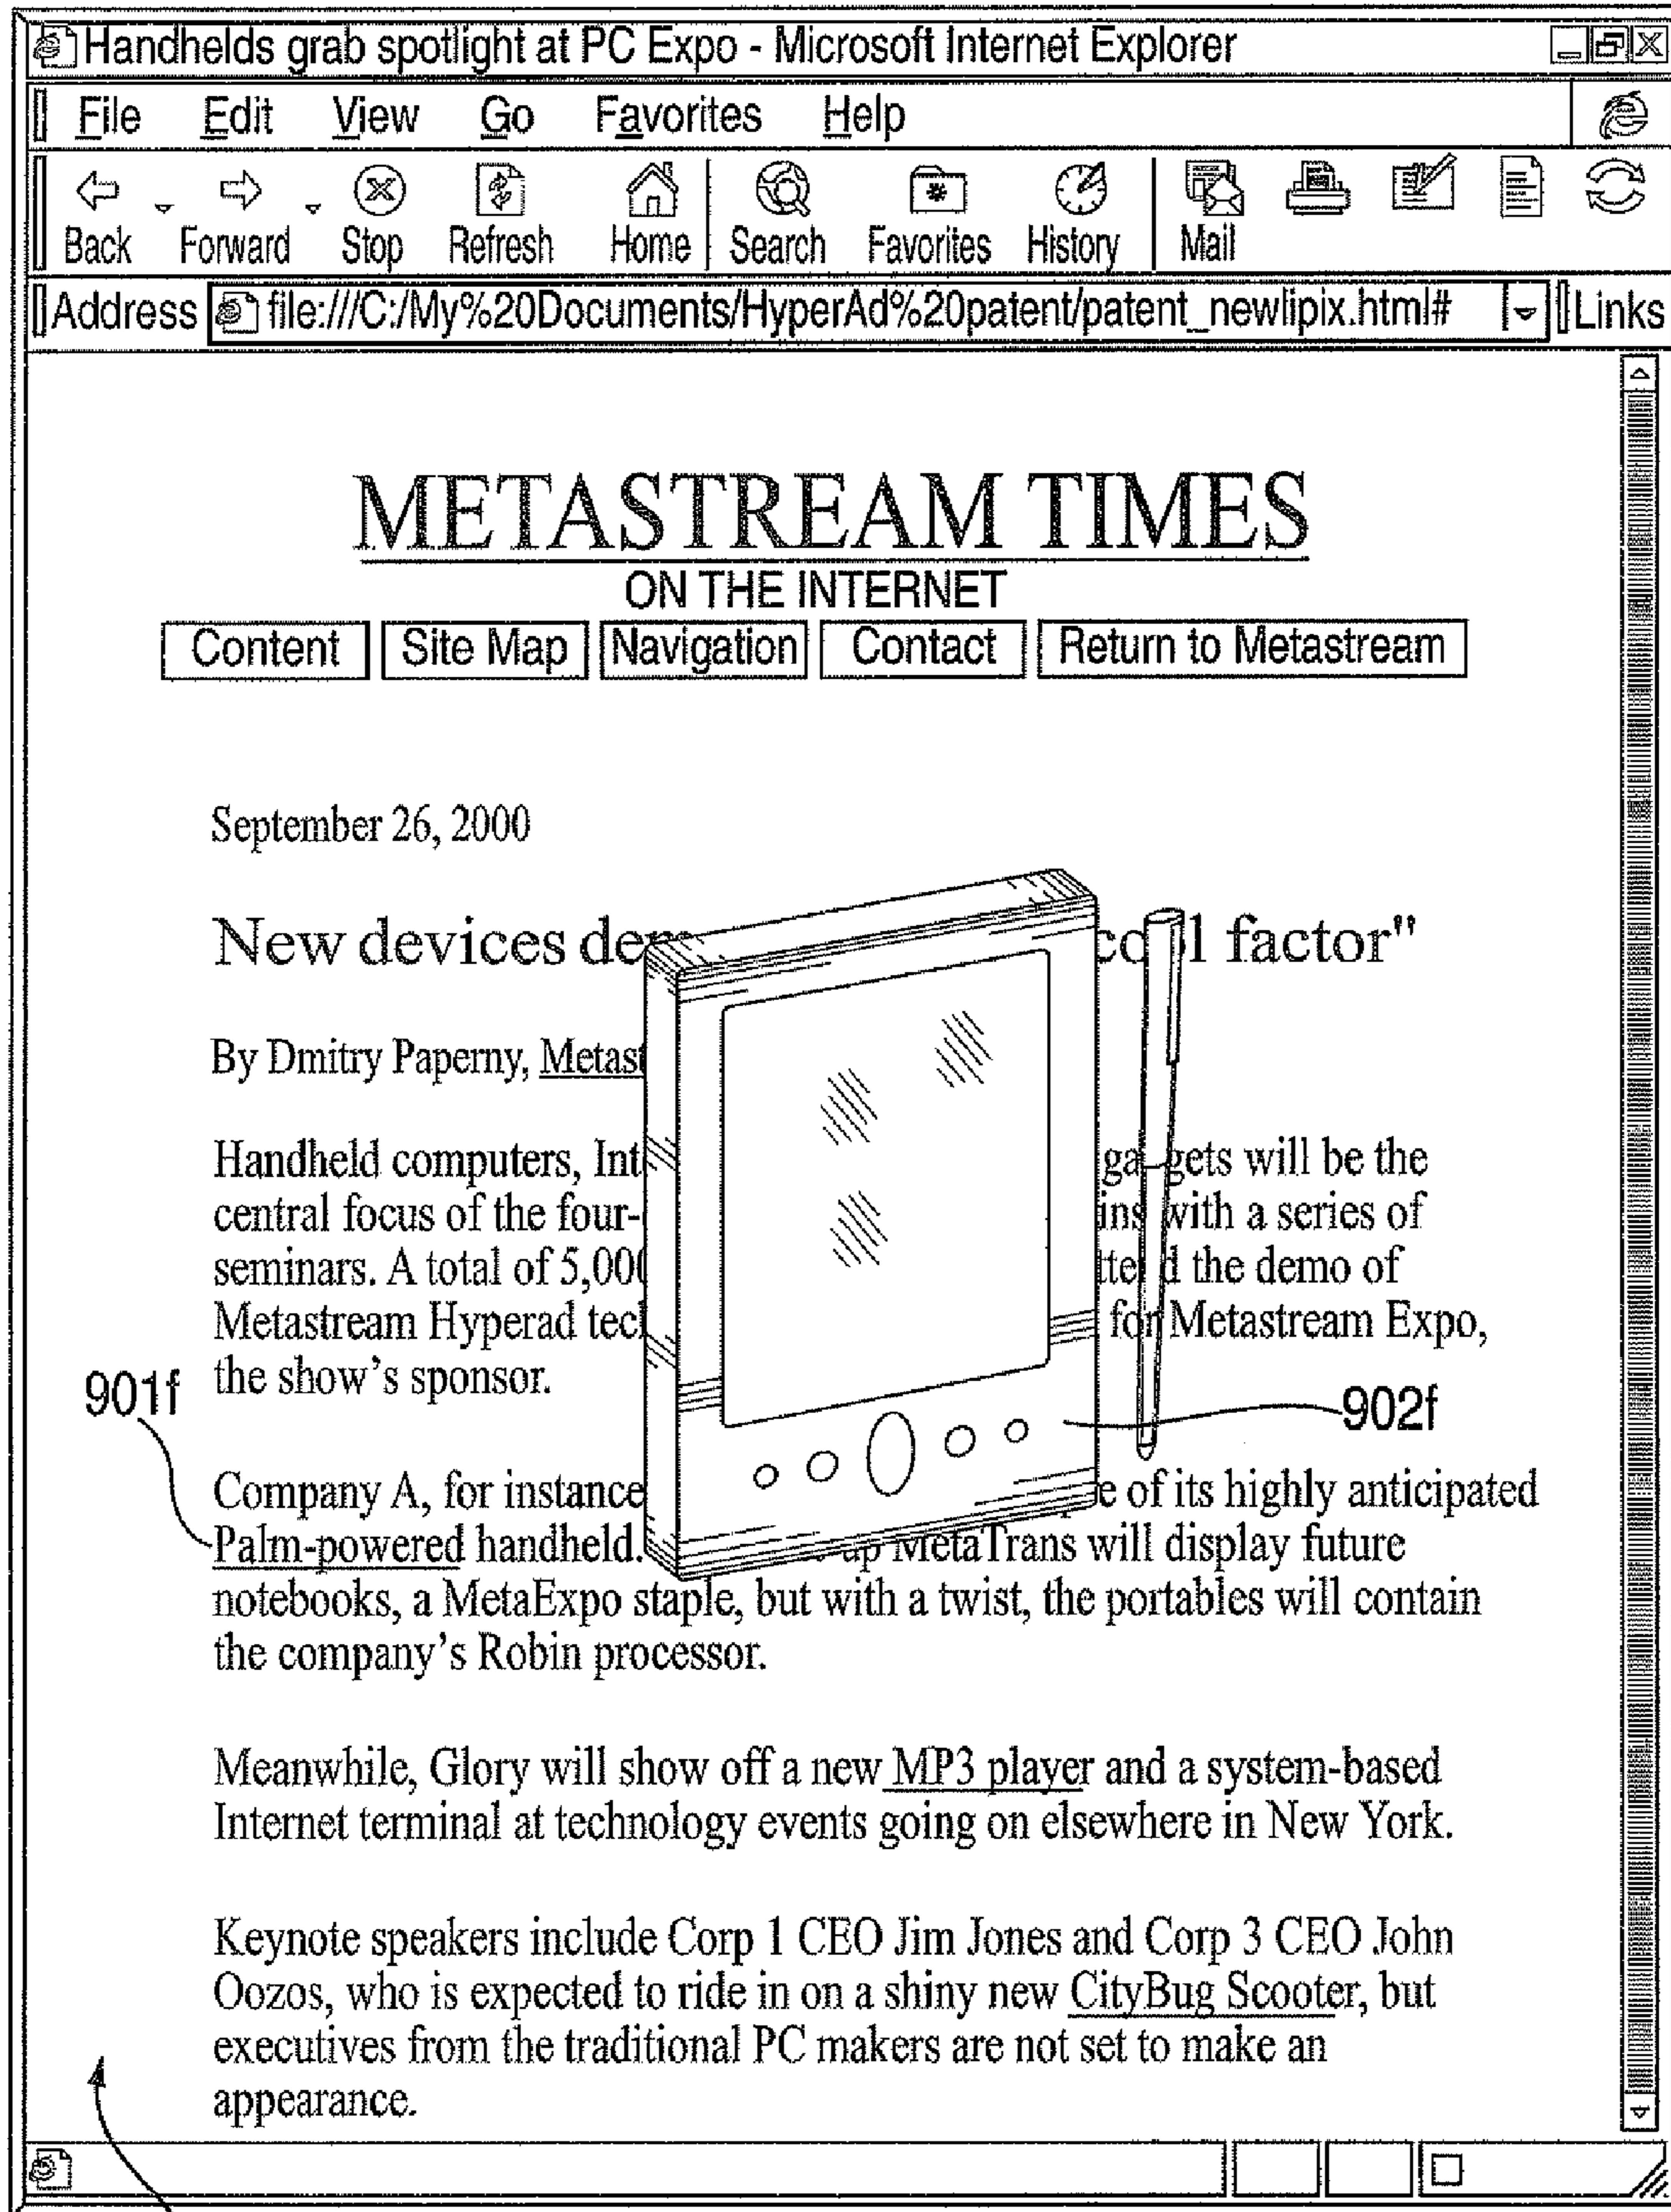 Handhelds grab spotlight at PC Expo - Microsoft Internet Explorer
File Edit View Go Favorites Help
Back Forward Stop Refresh Home Search Favorites History Mail
Address file:///C:/My%20Documents/HyperAd%20patent/patent_newlipix.html# Links
METASTREAM TIMES
ON THE INTERNET
Content Site Map Navigation Contact Return to Metastream
September 26, 2000
New devices factor"
By Dmitry Paperny,
Handheld computers, gadgets will be the
central focus of the with a series of
seminars. A total of the demo of
Metastream Hyperad for Metastream Expo,
the show's sponsor.
901f
902f
Company A, for instance of its highly anticipated
Palm-powered handheld. up MetaTrans will display future
notebooks, a MetaExpo staple, but with a twist, the portables will contain
the company's Robin processor.
Meanwhile, Glory will show off a new MP3 player and a system-based
Internet terminal at technology events going on elsewhere in New York.
Keynote speakers include Corp 1 CEO Jim Jones and Corp 3 CEO John
Oozos, who is expected to ride in on a shiny new CityBug Scooter, but
executives from the traditional PC makers are not set to make an
appearance.